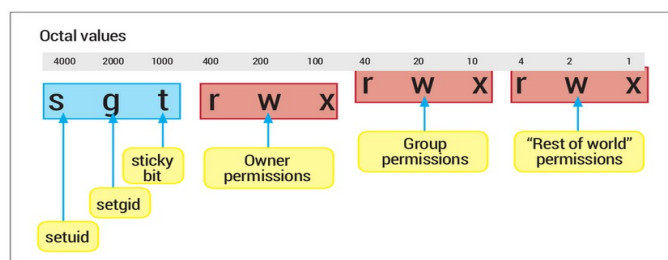 Octal values
4000 2000 1000 400 200 100 40 20 10 4 2 1
s g t r w x r w x r w x
sticky
bit
Owner
permissions
Group
permissions
“Rest of world”
permissions
setgid
setuid